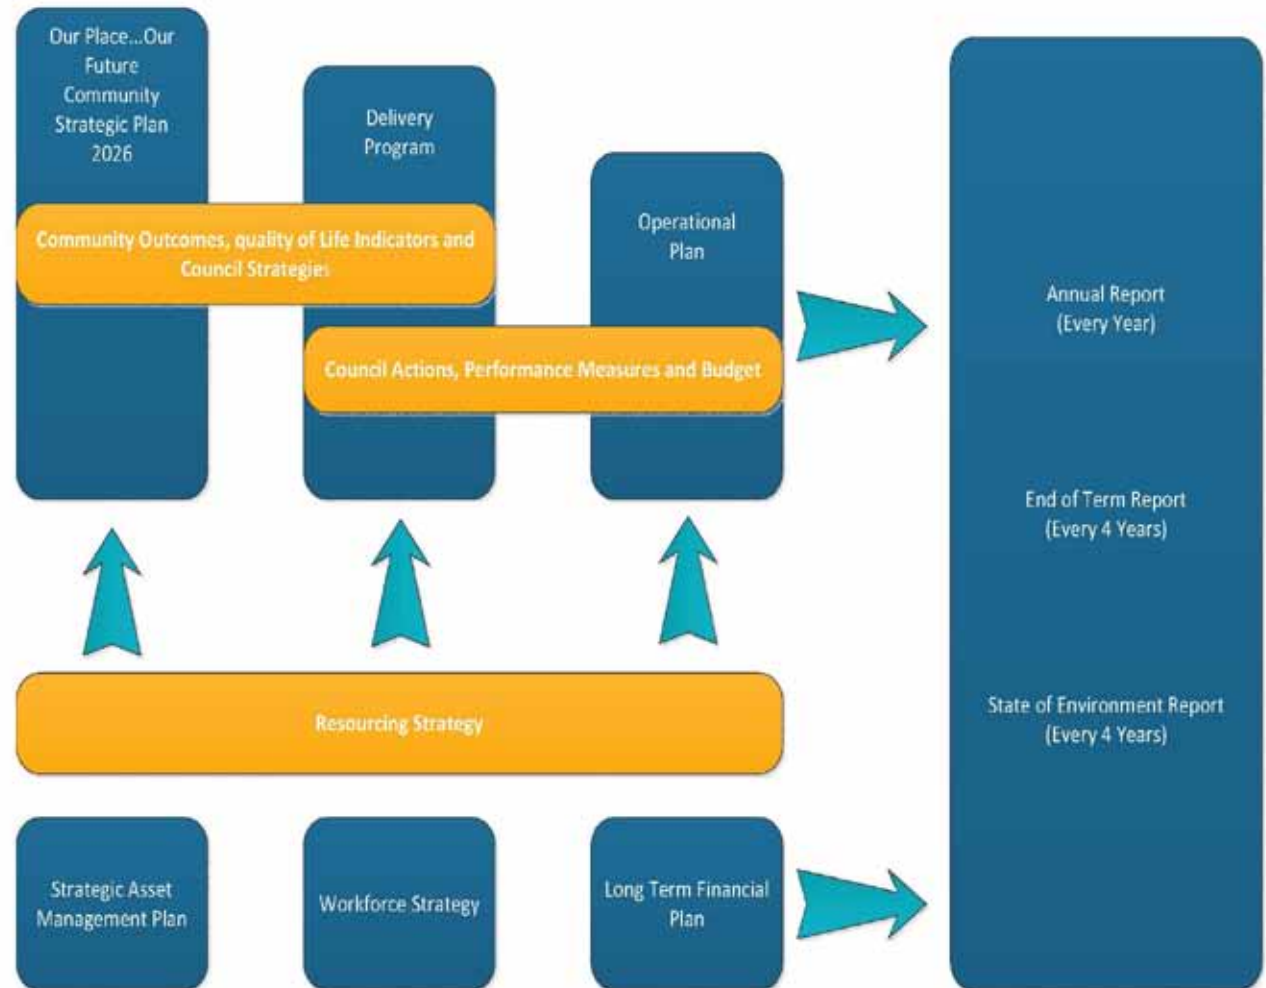 Our Place...Our
Future
Community
Strategic Plan
2026
Delivery
Program
Operational
Plan
Community Outcomes, quality of Life Indicators and
Council Strategies
Council Actions, Performance Measures and Budget
Annual Report
(Every Year)
End of Term Report
(Every 4 Years)
State of Environment Report
(Every 4 Years)
Resourcing Strategy
Strategic Asset
Management Plan
Workforce Strategy
Long Term Financial
Plan